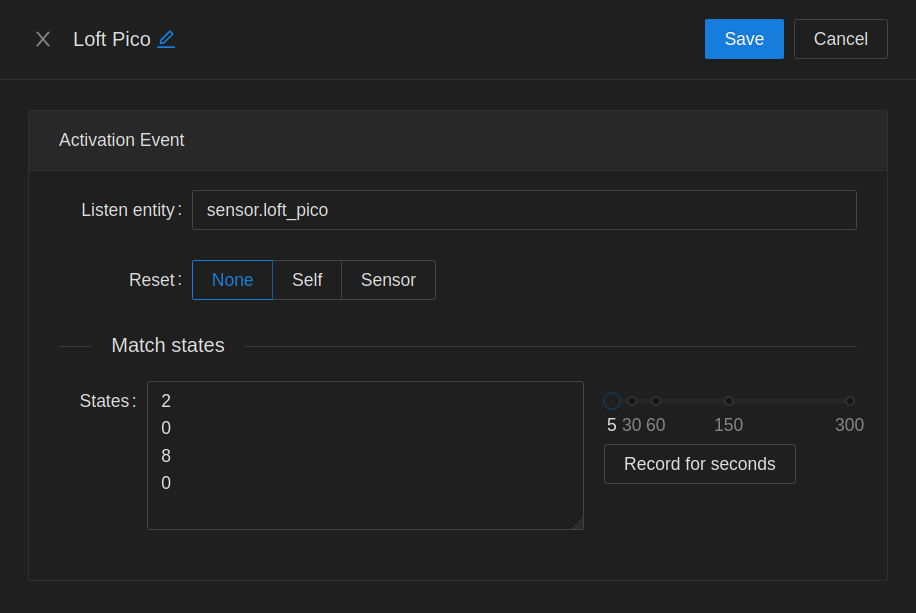 Loft Pico
Save
Cancel
Activation Event
Listen entity:
sensor.loft_pico
Reset:
None
Self
Sensor
Match states
States:
2
0
8
0
5 30 60 150 300
Record for seconds